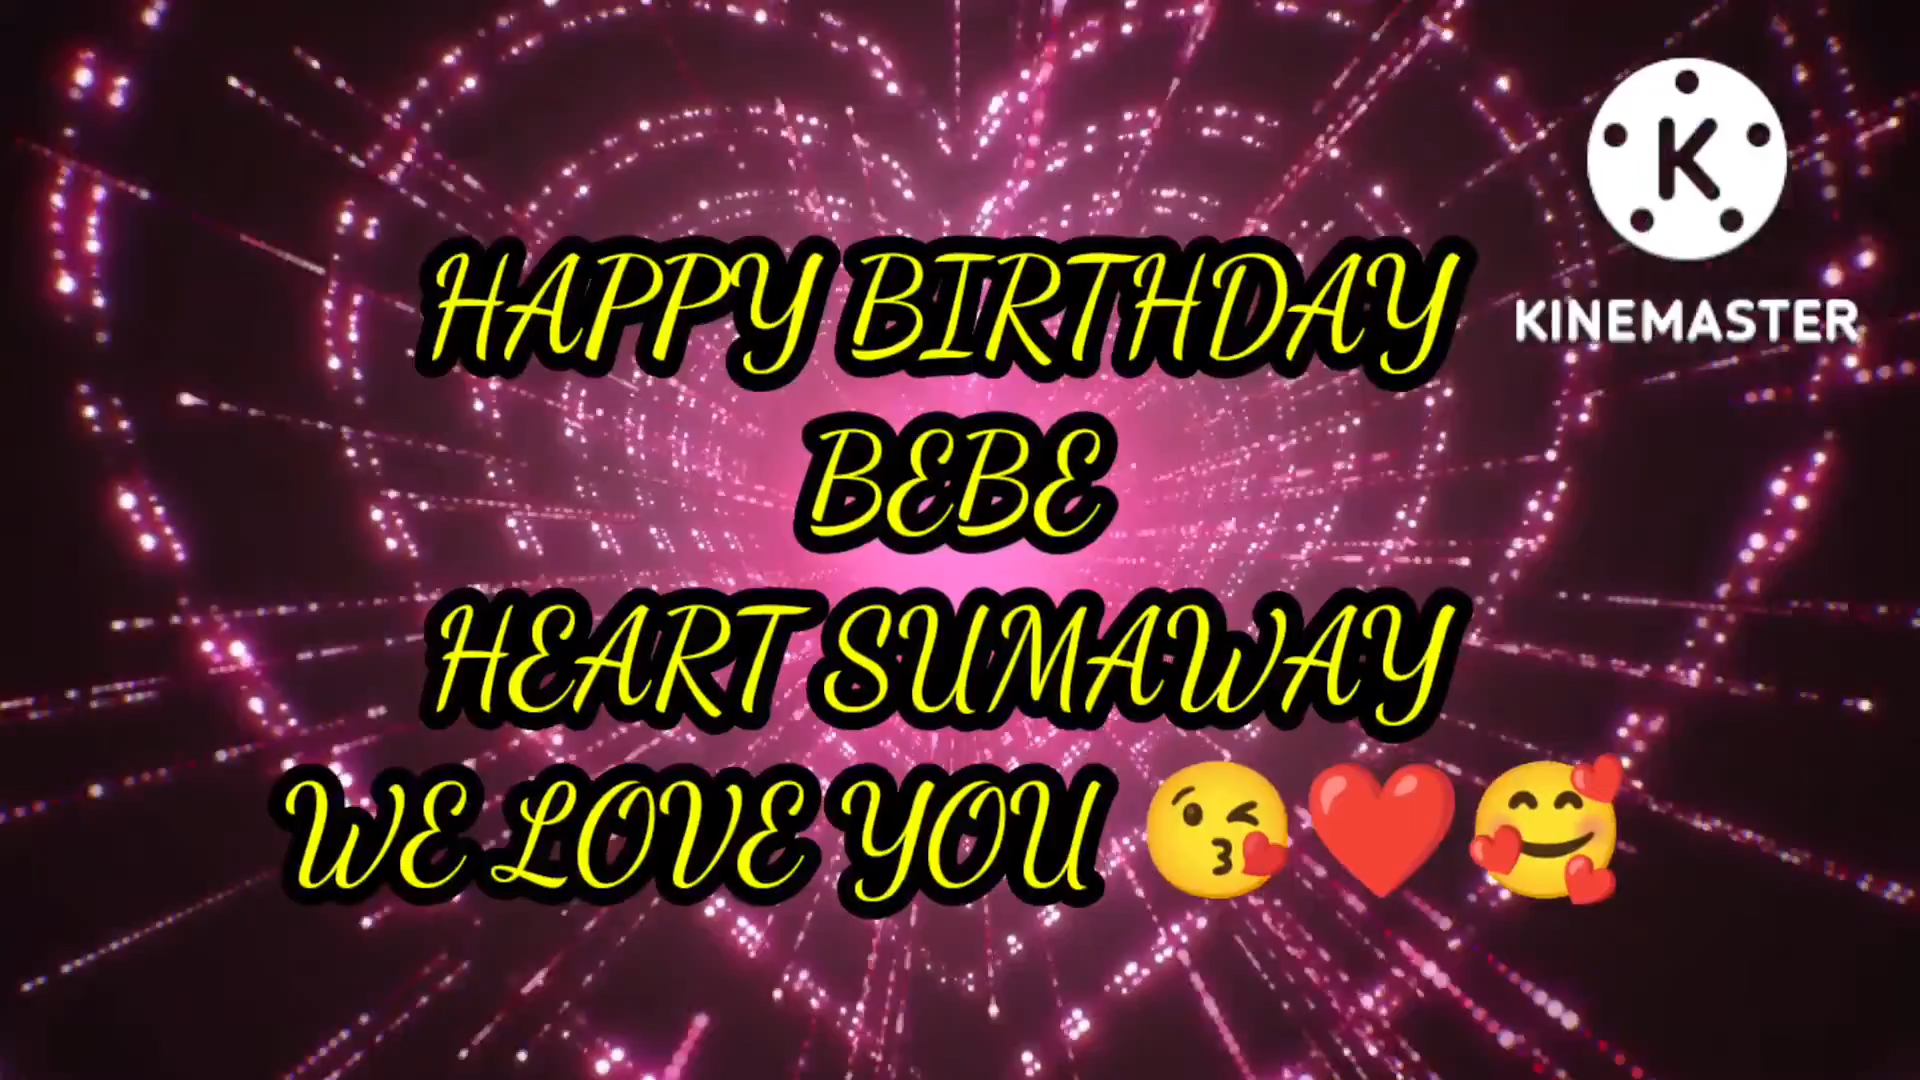 HAPPY BIRTHDAY
BEBE
HEART SUMAWAY
WE LOVE YOU 😘❤️🥰
K
KINEMASTER